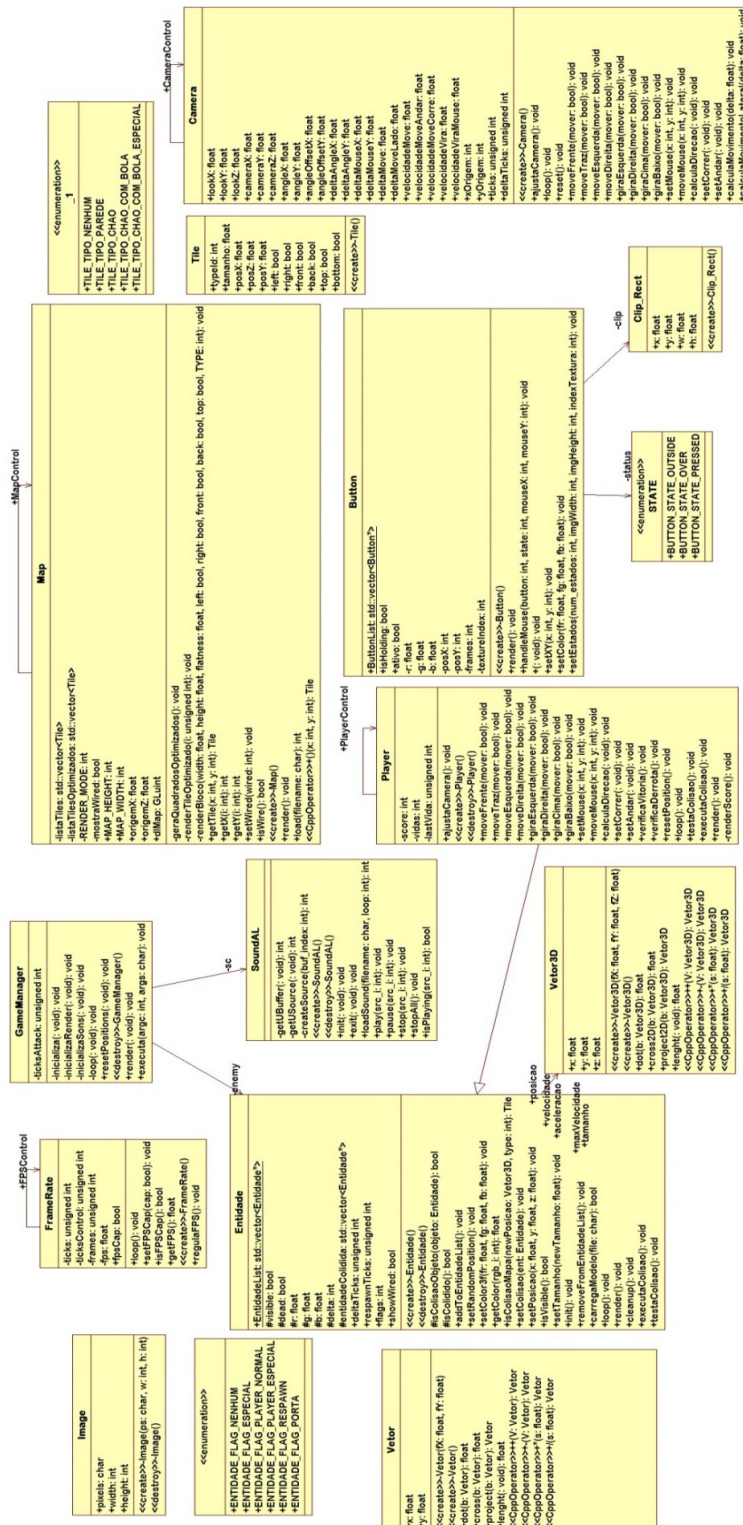 Image
+pixels: char
+width: int
+height: int
<<create>>-Image(ps: char, w: int, h: int)
<<destroy>>-Image()
+FPSControl
FrameRate
-ticks: unsigned int
-ticksControl: unsigned int
-frames: unsigned int
-fps: float
-fpsCap: bool
+loop(): void
+setFPSCap(cap: bool): void
+isFPSCap(): bool
+getFPS(): float
<<create>>-FrameRate()
+regulaFPS(): void
GameManager
-ticksAttack: unsigned int
-inicializa(: void): void
-inicializaRender(: void): void
-inicializaSons(: void): void
-loop(: void): void
+resetPositions(: void): void
<<destroy>>-GameManager()
+render(: void): void
+executa(argc: int, args: char): void
+MapControl
Map
-listaTiles: std::vector<Tile>
-listaTilesOptimizados: std::vector<Tile>
-RENDER_MODE: int
-mostraWired: bool
+MAP_HEIGHT: int
+MAP_WIDTH: int
+origemX: float
+origemZ: float
+dlMap: GLuint
-geraQuadradosOptimizados(): void
-renderTileOptimizado(i: unsigned int): void
-renderBloco(width: float, height: float, flatness: float, left: bool, right: bool, front: bool, back: bool, top: bool, TYPE: int): void
+getTile(x: int, y: int): Tile
+getX(i: int): int
+getY(i: int): int
+setWired(wired: int): void
+isWire(): bool
<<create>>-Map()
+render(): void
+load(filename: char): int
<<CppOperator>>+()(x: int, y: int): Tile
<<enumeration>>
_1
+TILE_TIPO_NENHUM
+TILE_TIPO_PAREDE
+TILE_TIPO_CHAO
+TILE_TIPO_CHAO_COM_BOLA
+TILE_TIPO_CHAO_COM_BOLA_ESPECIAL
<<enumeration>>
+ENTIDADE_FLAG_NENHUM
+ENTIDADE_FLAG_ESPECIAL
+ENTIDADE_FLAG_PLAYER_NORMAL
+ENTIDADE_FLAG_PLAYER_ESPECIAL
+ENTIDADE_FLAG_RESPAWN
+ENTIDADE_FLAG_PORTA
-enemy
Entidade
+EntidadeList: std::vector<Entidade*>
#visible: bool
#dead: bool
#r: float
#g: float
#b: float
#delta: int
#entidadeColidida: std::vector<Entidade*>
+deltaTicks: unsigned int
+respawnTicks: unsigned int
+flags: int
+showWired: bool
<<create>>-Entidade()
<<destroy>>-Entidade()
#isColisaoObjeto(objeto: Entidade): bool
#isColidido(): bool
+addToEntidadeList(): void
+setRandomPosition(): void
+setColor3f(fr: float, fg: float, fb: float): void
+getColor(rgb_i: int): float
+isColisaoMapa(newPosicao: Vetor3D, type: int): Tile
+setColisao(ent: Entidade): void
+setPosicao(x: float, y: float, z: float): void
+isVisible(): bool
+setTamanho(newTamanho: float): void
+init(): void
+removeFromEntidadeList(): void
+carregaModelo(file: char): bool
+loop(): void
+render(): void
+cleanup(): void
+executaColisao(): void
+testaColisao(): void
-sc
SoundAL
-getUBuffer(: void): int
-getUSource(: void): int
-createSource(buf_index: int): int
<<create>>-SoundAL()
<<destroy>>-SoundAL()
+init(: void): void
+exit(: void): void
+loadSound(filename: char, loop: int): int
+play(src_i: int): void
+pause(src_i: int): void
+stop(src_i: int): void
+stopAll(): void
+isPlaying(src_i: int): bool
Tile
+typeId: int
+tamanho: float
+posX: float
+posZ: float
+posY: float
+left: bool
+right: bool
+front: bool
+back: bool
+top: bool
+bottom: bool
<<create>>-Tile()
+CameraControl
Camera
+lookX: float
+lookY: float
+lookZ: float
+cameraX: float
+cameraY: float
+cameraZ: float
+angleX: float
+angleY: float
+angleOffsetX: float
+angleOffsetY: float
+deltaAngleX: float
+deltaAngleY: float
+deltaMouseX: float
+deltaMouseY: float
+deltaMove: float
+deltaMoveLado: float
+velocidadeMove: float
+velocidadeMoveAndar: float
+velocidadeMoveCorre: float
+velocidadeVira: float
+velocidadeViraMouse: float
+xOrigem: int
+yOrigem: int
+ticks: unsigned int
+deltaTicks: unsigned int
<<create>>-Camera()
+ajustaCamera(): void
+loop(): void
+reset(): void
+moveFrente(mover: bool): void
+moveTraz(mover: bool): void
+moveEsquerda(mover: bool): void
+moveDireita(mover: bool): void
+giraEsquerda(mover: bool): void
+giraDireita(mover: bool): void
+giraCima(mover: bool): void
+giraBaixo(mover: bool): void
+setMouse(x: int, y: int): void
+moveMouse(x: int, y: int): void
+calculaDirecao(: void): void
+setCorrer(: void): void
+setAndar(: void): void
+calculaMovimento(delta: float): void
Vetor
<<create>>-Vetor(fX: float, fY: float)
<<create>>-Vetor()
+dot(b: Vetor): float
+cross(b: Vetor): float
+project(b: Vetor): Vetor
+lenght(: void): float
<<CppOperator>>++(V: Vetor): Vetor
<<CppOperator>>+-(V: Vetor): Vetor
<<CppOperator>>+*(s: float): Vetor
<<CppOperator>>+/(s: float): Vetor
+posicao
+velocidade
+aceleracao
+maxVelocidade
+tamanho
Vetor3D
+x: float
+y: float
+z: float
<<create>>-Vetor3D(fX: float, fY: float, fZ: float)
<<create>>-Vetor3D()
+dot(b: Vetor3D): float
+cross2D(b: Vetor3D): float
+project2D(b: Vetor3D): Vetor3D
+lenght(: void): float
<<CppOperator>>++(V: Vetor3D): Vetor3D
<<CppOperator>>+-(V: Vetor3D): Vetor3D
<<CppOperator>>+*(s: float): Vetor3D
<<CppOperator>>+/(s: float): Vetor3D
+PlayerControl
Player
-score: int
-vidas: int
-lastVida: unsigned int
+ajustaCamera(): void
<<create>>-Player()
<<destroy>>-Player()
+moveFrente(mover: bool): void
+moveTraz(mover: bool): void
+moveEsquerda(mover: bool): void
+moveDireita(mover: bool): void
+giraEsquerda(mover: bool): void
+giraDireita(mover: bool): void
+giraCima(mover: bool): void
+giraBaixo(mover: bool): void
+setMouse(x: int, y: int): void
+moveMouse(x: int, y: int): void
+calculaDirecao(: void): void
+setCorrer(: void): void
+setAndar(: void): void
+verificaVitoria(): void
+verificaDerrota(): void
+resetPosition(): void
+loop(): void
+testaColisao(): void
+executaColisao(): void
+render(): void
-renderScore(): void
Button
+ButtonList: std::vector<Button*>
+isHolding: bool
+ativo: bool
-r: float
-g: float
-b: float
-posX: int
-posY: int
-frames: int
-textureIndex: int
<<create>>-Button()
+render(): void
+handleMouse(button: int, state: int, mouseX: int, mouseY: int): void
+(: void): void
+setXY(x: int, y: int): void
+setColor(fr: float, fg: float, fb: float): void
+setEstados(num_estados: int, imgWidth: int, imgHeight: int, indexTextura: int): void
-status
<<enumeration>>
STATE
+BUTTON_STATE_OUTSIDE
+BUTTON_STATE_OVER
+BUTTON_STATE_PRESSED
-clip
Clip_Rect
+x: float
+y: float
+w: float
+h: float
<<create>>-Clip_Rect()